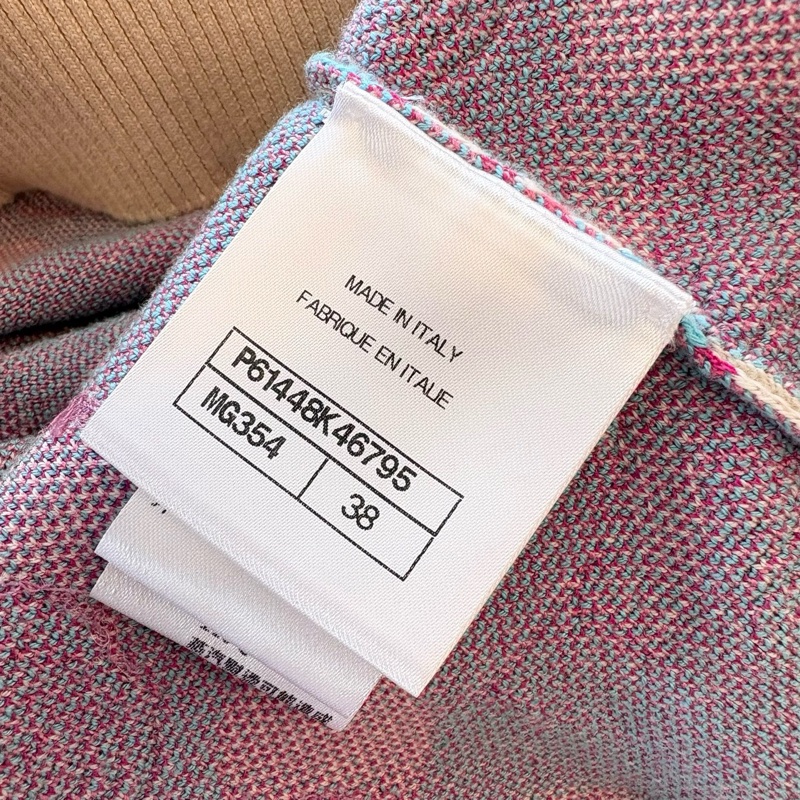 MADE IN ITALY
FABRIQUE EN ITALIE
P61448K46795
MG354
38